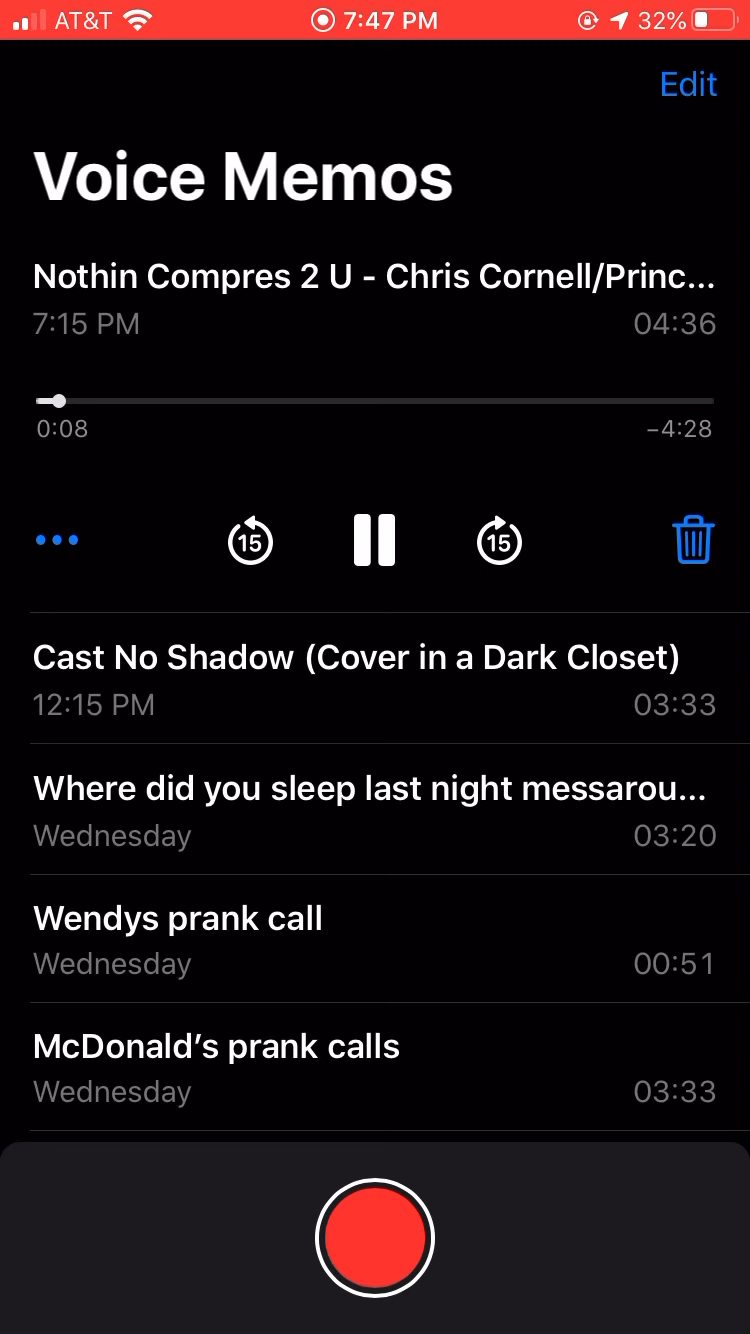 AT&T 7:47 PM 32%
Edit
Voice Memos
Nothin Compres 2 U - Chris Cornell/Princ...
7:15 PM 04:36
0:08 −4:28
15 15
Cast No Shadow (Cover in a Dark Closet)
12:15 PM 03:33
Where did you sleep last night messarou...
Wednesday 03:20
Wendys prank call
Wednesday 00:51
McDonald’s prank calls
Wednesday 03:33